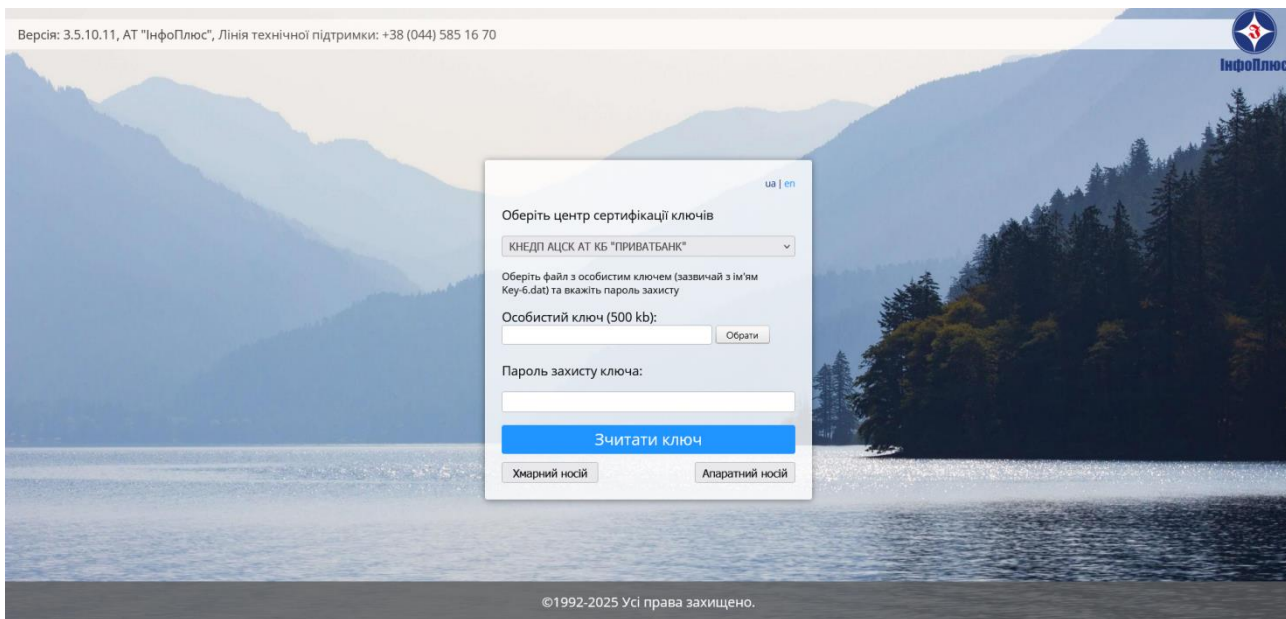 Версія: 3.5.10.11, АТ "ІнфоПлюс", Лінія технічної підтримки: +38 (044) 585 16 70
ІнфоПлюс
ua | en
Оберіть центр сертифікації ключів
КНЕДП АЦСК АТ КБ "ПРИВАТБАНК"
Оберіть файл з особистим ключем (зазвичай з ім'ям
Key-6.dat) та вкажіть пароль захисту
Особистий ключ (500 kb):
Обрати
Пароль захисту ключа:
Зчитати ключ
Хмарний носій
Апаратний носій
©1992-2025 Усі права захищено.